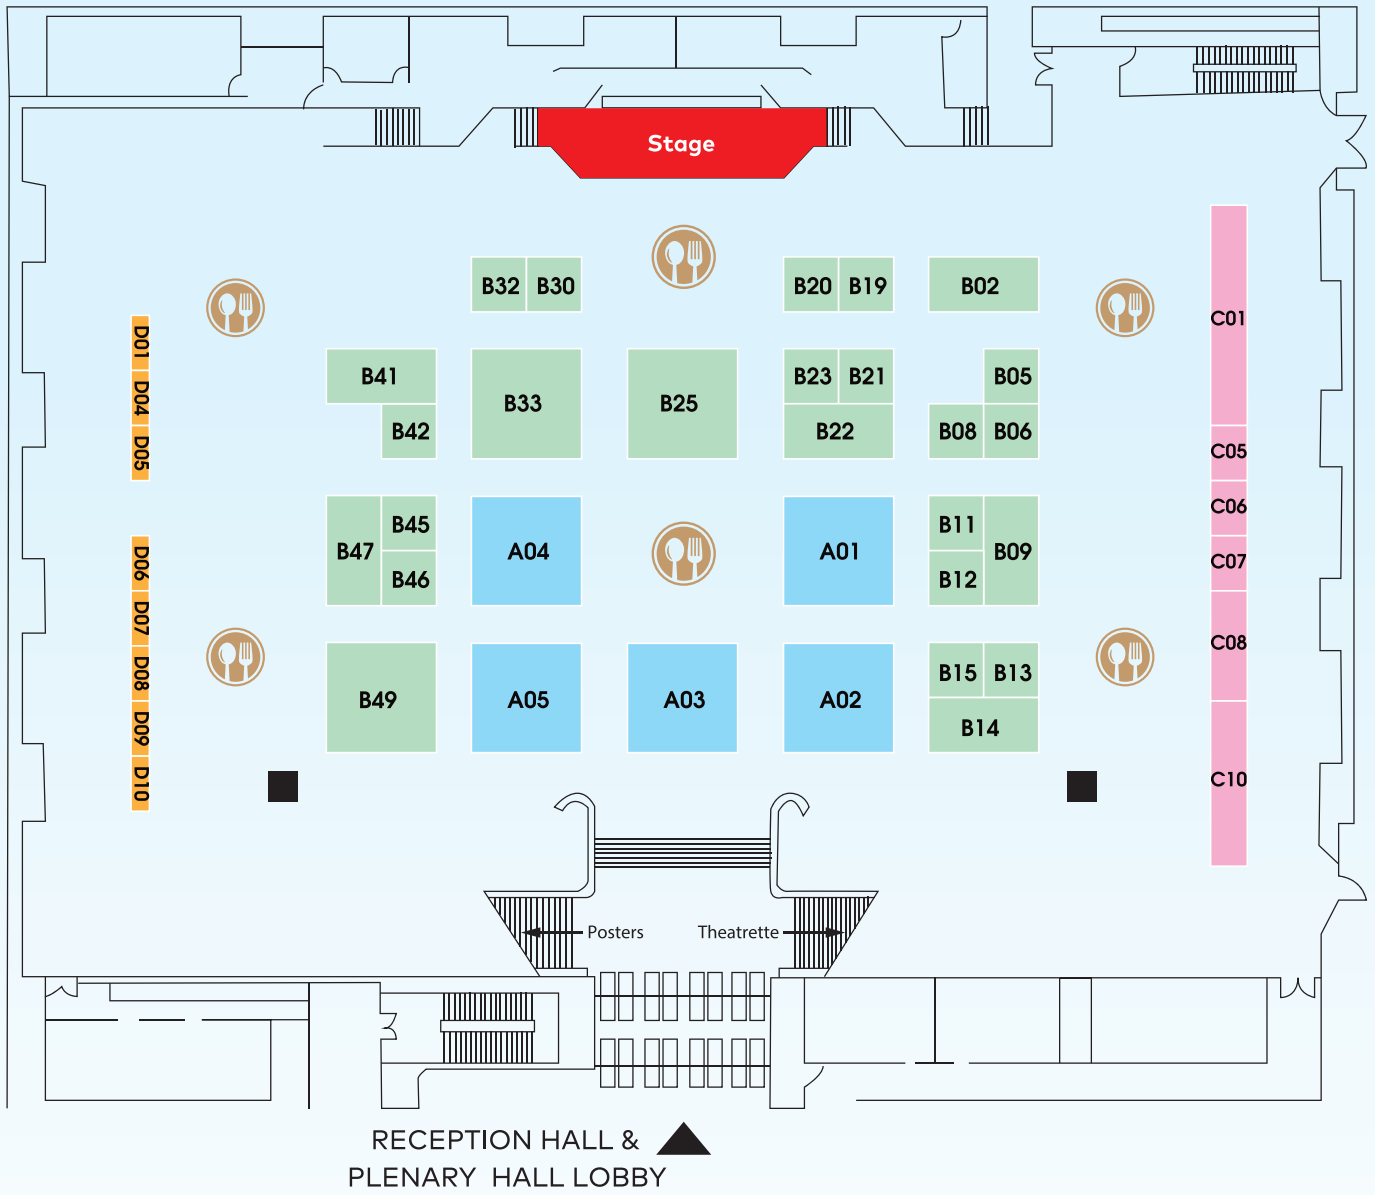 Stage
B32 B30 B20 B19 B02
C01
D01
B41 B33 B25 B23 B21 B05
D04
B42 B22 B08 B06
D05
C05
C06
B47 B45 A04 A01 B11 B09
B46 B12
C07
D06
D07
C08
D08
B49 A05 A03 A02 B15 B13
B14
D09
D10
C10
Posters Theatrette
RECEPTION HALL &
PLENARY HALL LOBBY